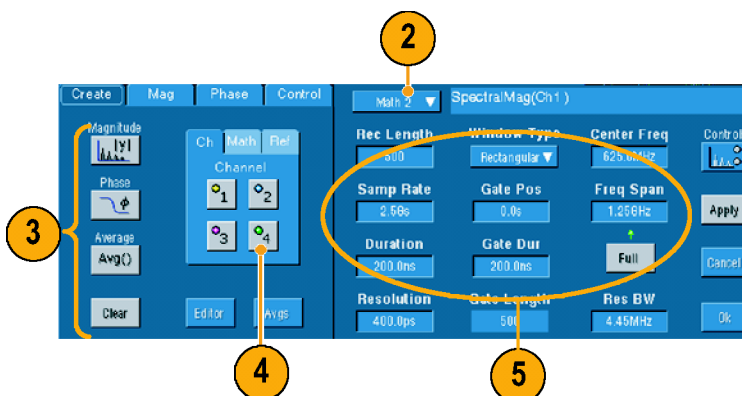 2
Create Mag Phase Control
Math 2 SpectralMag(Ch1 )
Magnitude
|y|
Phase
φ
Average
Avg()
Clear
Ch Math Ref
Channel
1 2
3 4
Editor Avgs
Rec Length Window Type Center Freq Control
500 Rectangular 625.0MHz
Samp Rate Gate Pos Freq Span
2.5Gs 0.0s 1.25GHz Apply
Duration Gate Dur
200.0ns 200.0ns Full Cancel
Resolution Gate Length Res BW
400.0ps 500 4.45MHz Ok
3
4
5